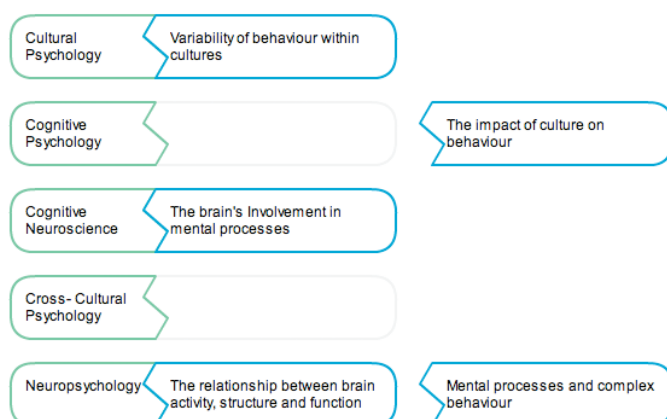 Cultural
Psychology
Variability of behaviour within
cultures
Cognitive
Psychology
The impact of culture on
behaviour
Cognitive
Neuroscience
The brain's Involvement in
mental processes
Cross- Cultural
Psychology
Neuropsychology
The relationship between brain
activity, structure and function
Mental processes and complex
behaviour